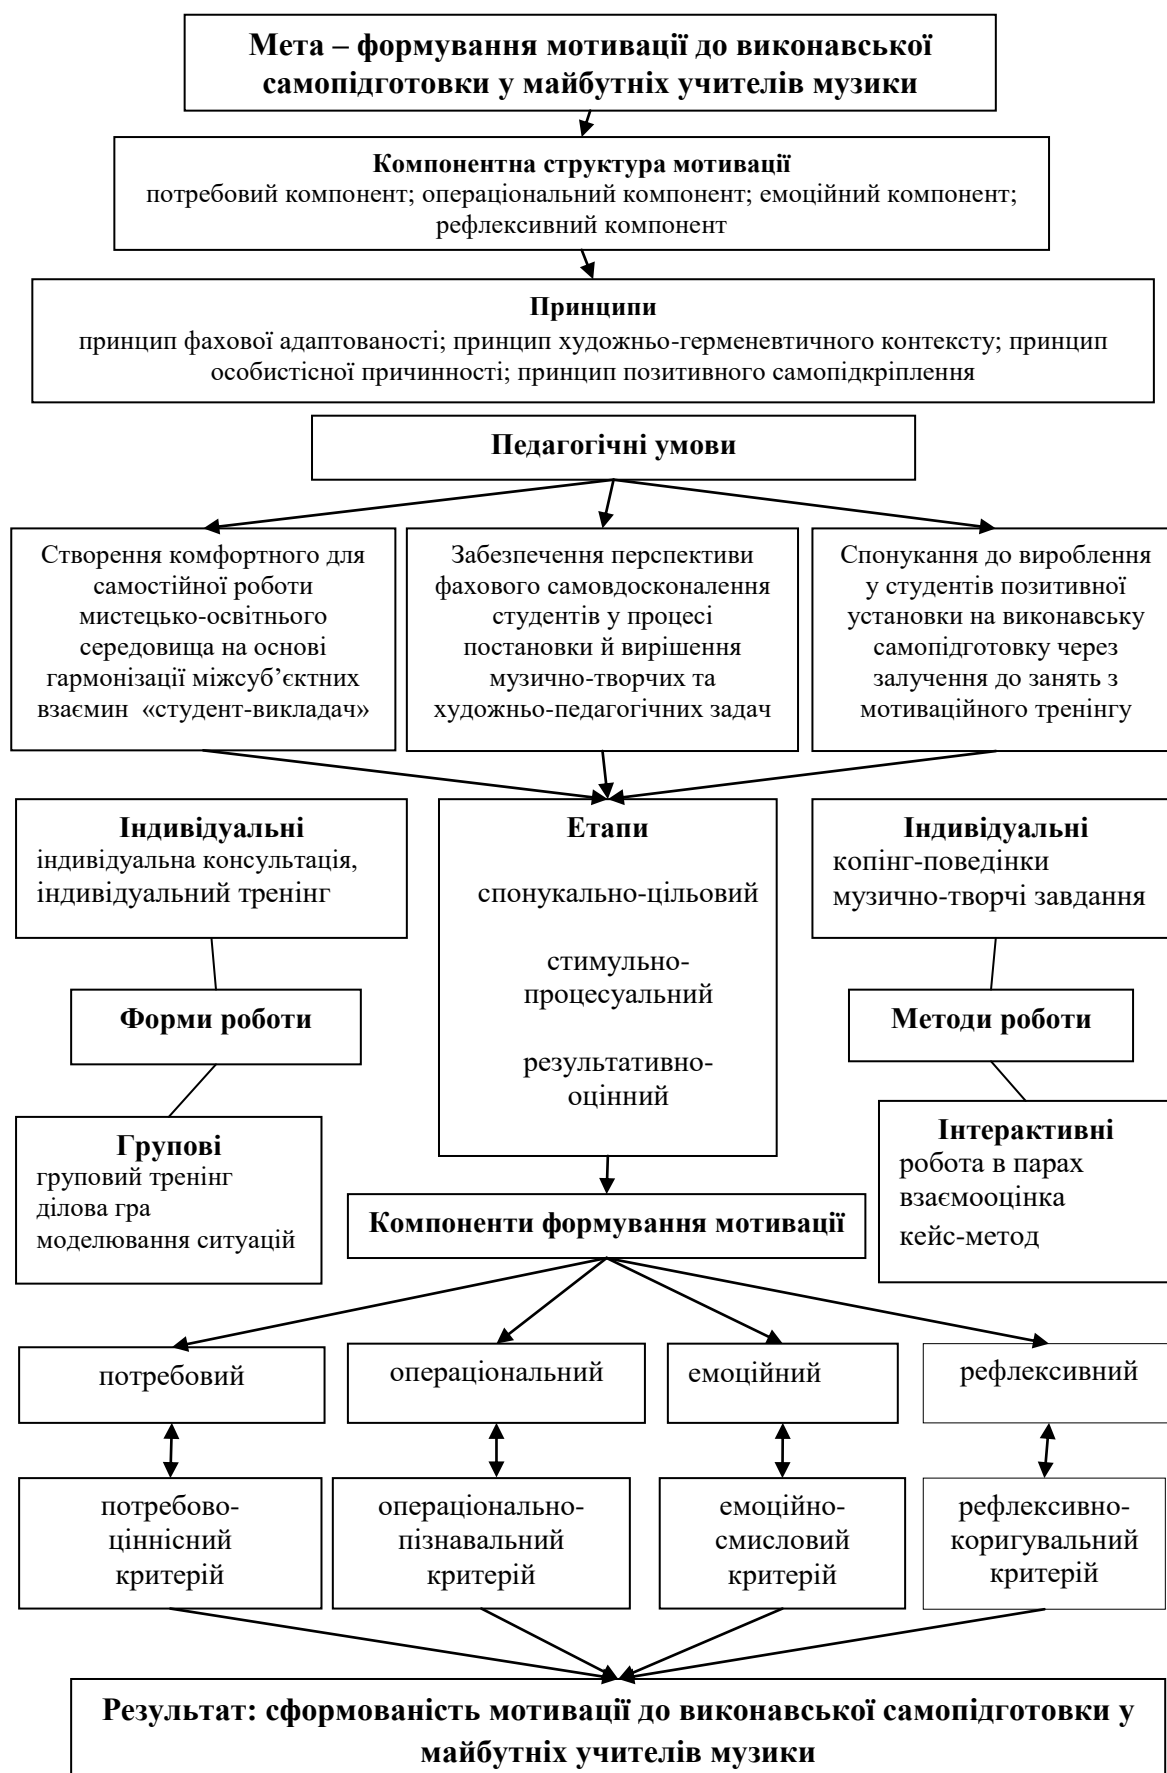 Мета – формування мотивації до виконавської
самопідготовки у майбутніх учителів музики
Компонентна структура мотивації
потребовий компонент; операціональний компонент; емоційний компонент;
рефлексивний компонент
Принципи
принцип фахової адаптованості; принцип художньо-герменевтичного контексту; принцип
особистісної причинності; принцип позитивного самопідкріплення
Педагогічні умови
Створення комфортного для
самостійної роботи
мистецько-освітнього
середовища на основі
гармонізації міжсуб’єктних
взаємин «студент-викладач»
Забезпечення перспективи
фахового самовдосконалення
студентів у процесі
постановки й вирішення
музично-творчих та
художньо-педагогічних задач
Спонукання до вироблення
у студентів позитивної
установки на виконавську
самопідготовку через
залучення до занять з
мотиваційного тренінгу
Індивідуальні
індивідуальна консультація,
індивідуальний тренінг
Форми роботи
Групові
груповий тренінг
ділова гра
моделювання ситуацій
Етапи
спонукально-цільовий
стимульно-
процесуальний
результативно-
оцінний
Індивідуальні
копінг-поведінки
музично-творчі завдання
Методи роботи
Інтерактивні
робота в парах
взаємооцінка
кейс-метод
Компоненти формування мотивації
потребовий
операціональний
емоційний
рефлексивний
потребово-
ціннісний
критерій
операціонально-
пізнавальний
критерій
емоційно-
смисловий
критерій
рефлексивно-
коригувальний
критерій
Результат: сформованість мотивації до виконавської самопідготовки у
майбутніх учителів музики